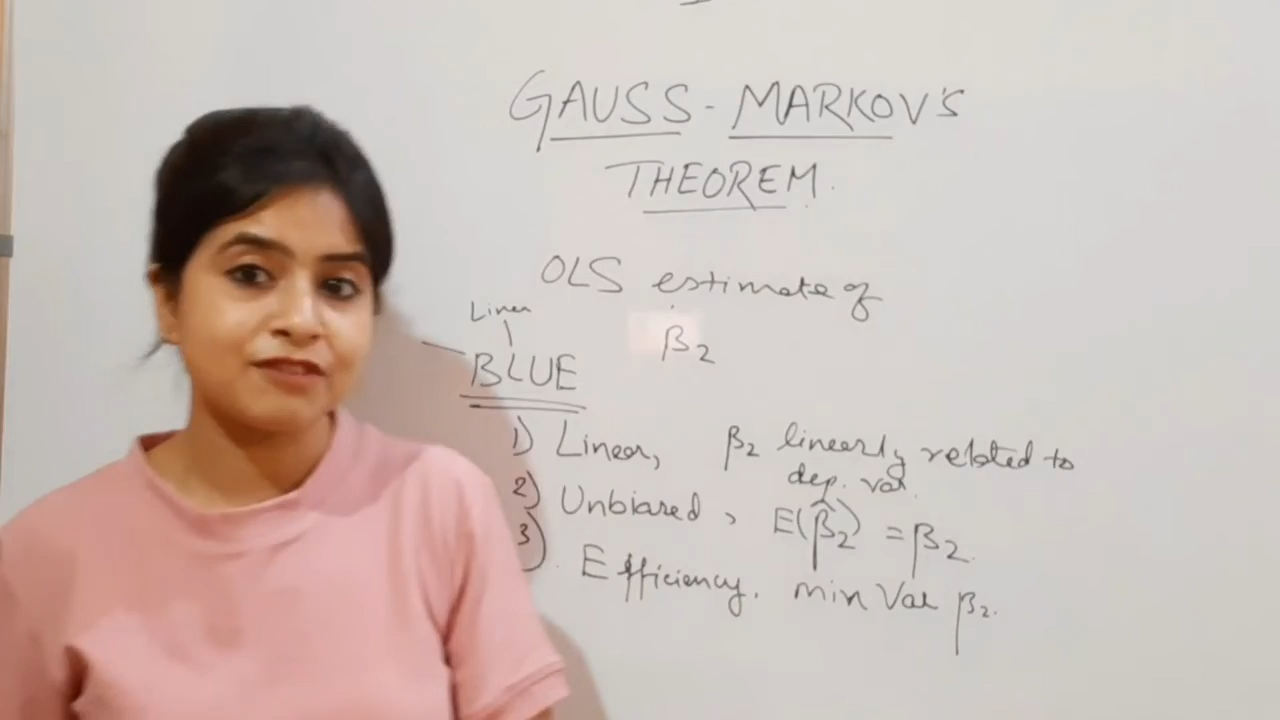 GAUSS-MARKOV'S
THEOREM.
OLS estimate of
β₂
Linear
BLUE
1) Linear, β₂ linearly related to
dep. var.
2) Unbiased, E(β̂₂) = β₂.
3). Efficiency. min Var β₂.